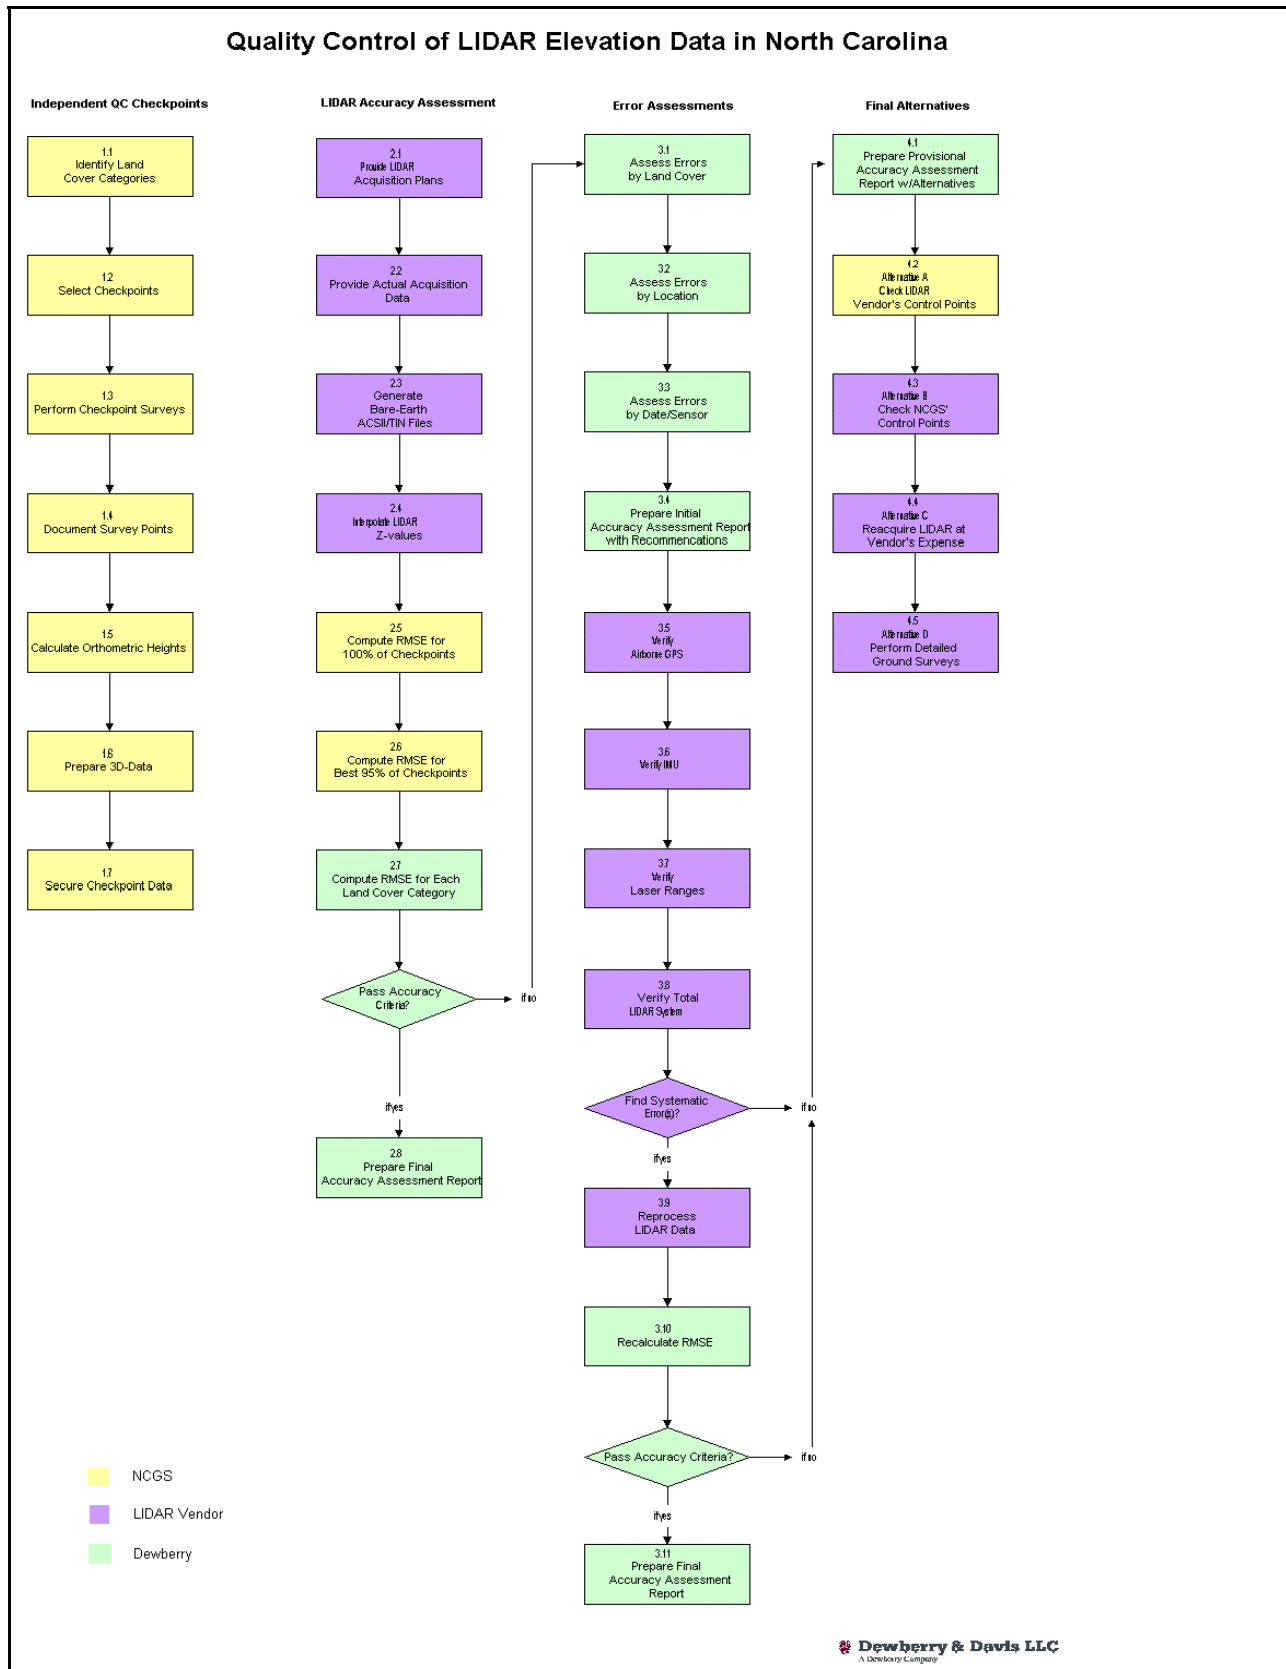 Quality Control of LIDAR Elevation Data in North Carolina
Independent QC Checkpoints
1.1
Identify Land
Cover Categories
1.2
Select Checkpoints
1.3
Perform Checkpoint Surveys
1.4
Document Survey Points
1.5
Calculate Orthometric Heights
1.6
Prepare 3D-Data
1.7
Secure Checkpoint Data
LIDAR Accuracy Assessment
2.1
Provide LIDAR
Acquisition Plans
2.2
Provide Actual Acquisition
Data
2.3
Generate
Bare-Earth
ACSII/TIN Files
2.4
Interpolate LIDAR
Z-values
2.5
Compute RMSE for
100% of Checkpoints
2.6
Compute RMSE for
Best 95% of Checkpoints
2.7
Compute RMSE for Each
Land Cover Category
Pass Accuracy
Criteria?
if no
if yes
2.8
Prepare Final
Accuracy Assessment Report
Error Assessments
3.1
Assess Errors
by Land Cover
3.2
Assess Errors
by Location
3.3
Assess Errors
by Date/Sensor
3.4
Prepare Initial
Accuracy Assessment Report
with Recommencations
3.5
Verify
Airborne GPS
3.6
Verify IMU
3.7
Verify
Laser Ranges
3.8
Verify Total
LIDAR System
Find Systematic
Error(s)?
if no
if yes
3.9
Reprocess
LIDAR Data
3.10
Recalculate RMSE
Pass Accuracy Criteria?
if no
if yes
3.11
Prepare Final
Accuracy Assessment
Report
Final Alternatives
4.1
Prepare Provisional
Accuracy Assessment
Report w/Alternatives
4.2
Alternative A
Check LIDAR
Vendor's Control Points
4.3
Alternative B
Check NCGS'
Control Points
4.4
Alternative C
Reacquire LIDAR at
Vendor's Expense
4.5
Alternative D
Perform Detailed
Ground Surveys
NCGS
LIDAR Vendor
Dewberry
Dewberry & Davis LLC
A Dewberry Company